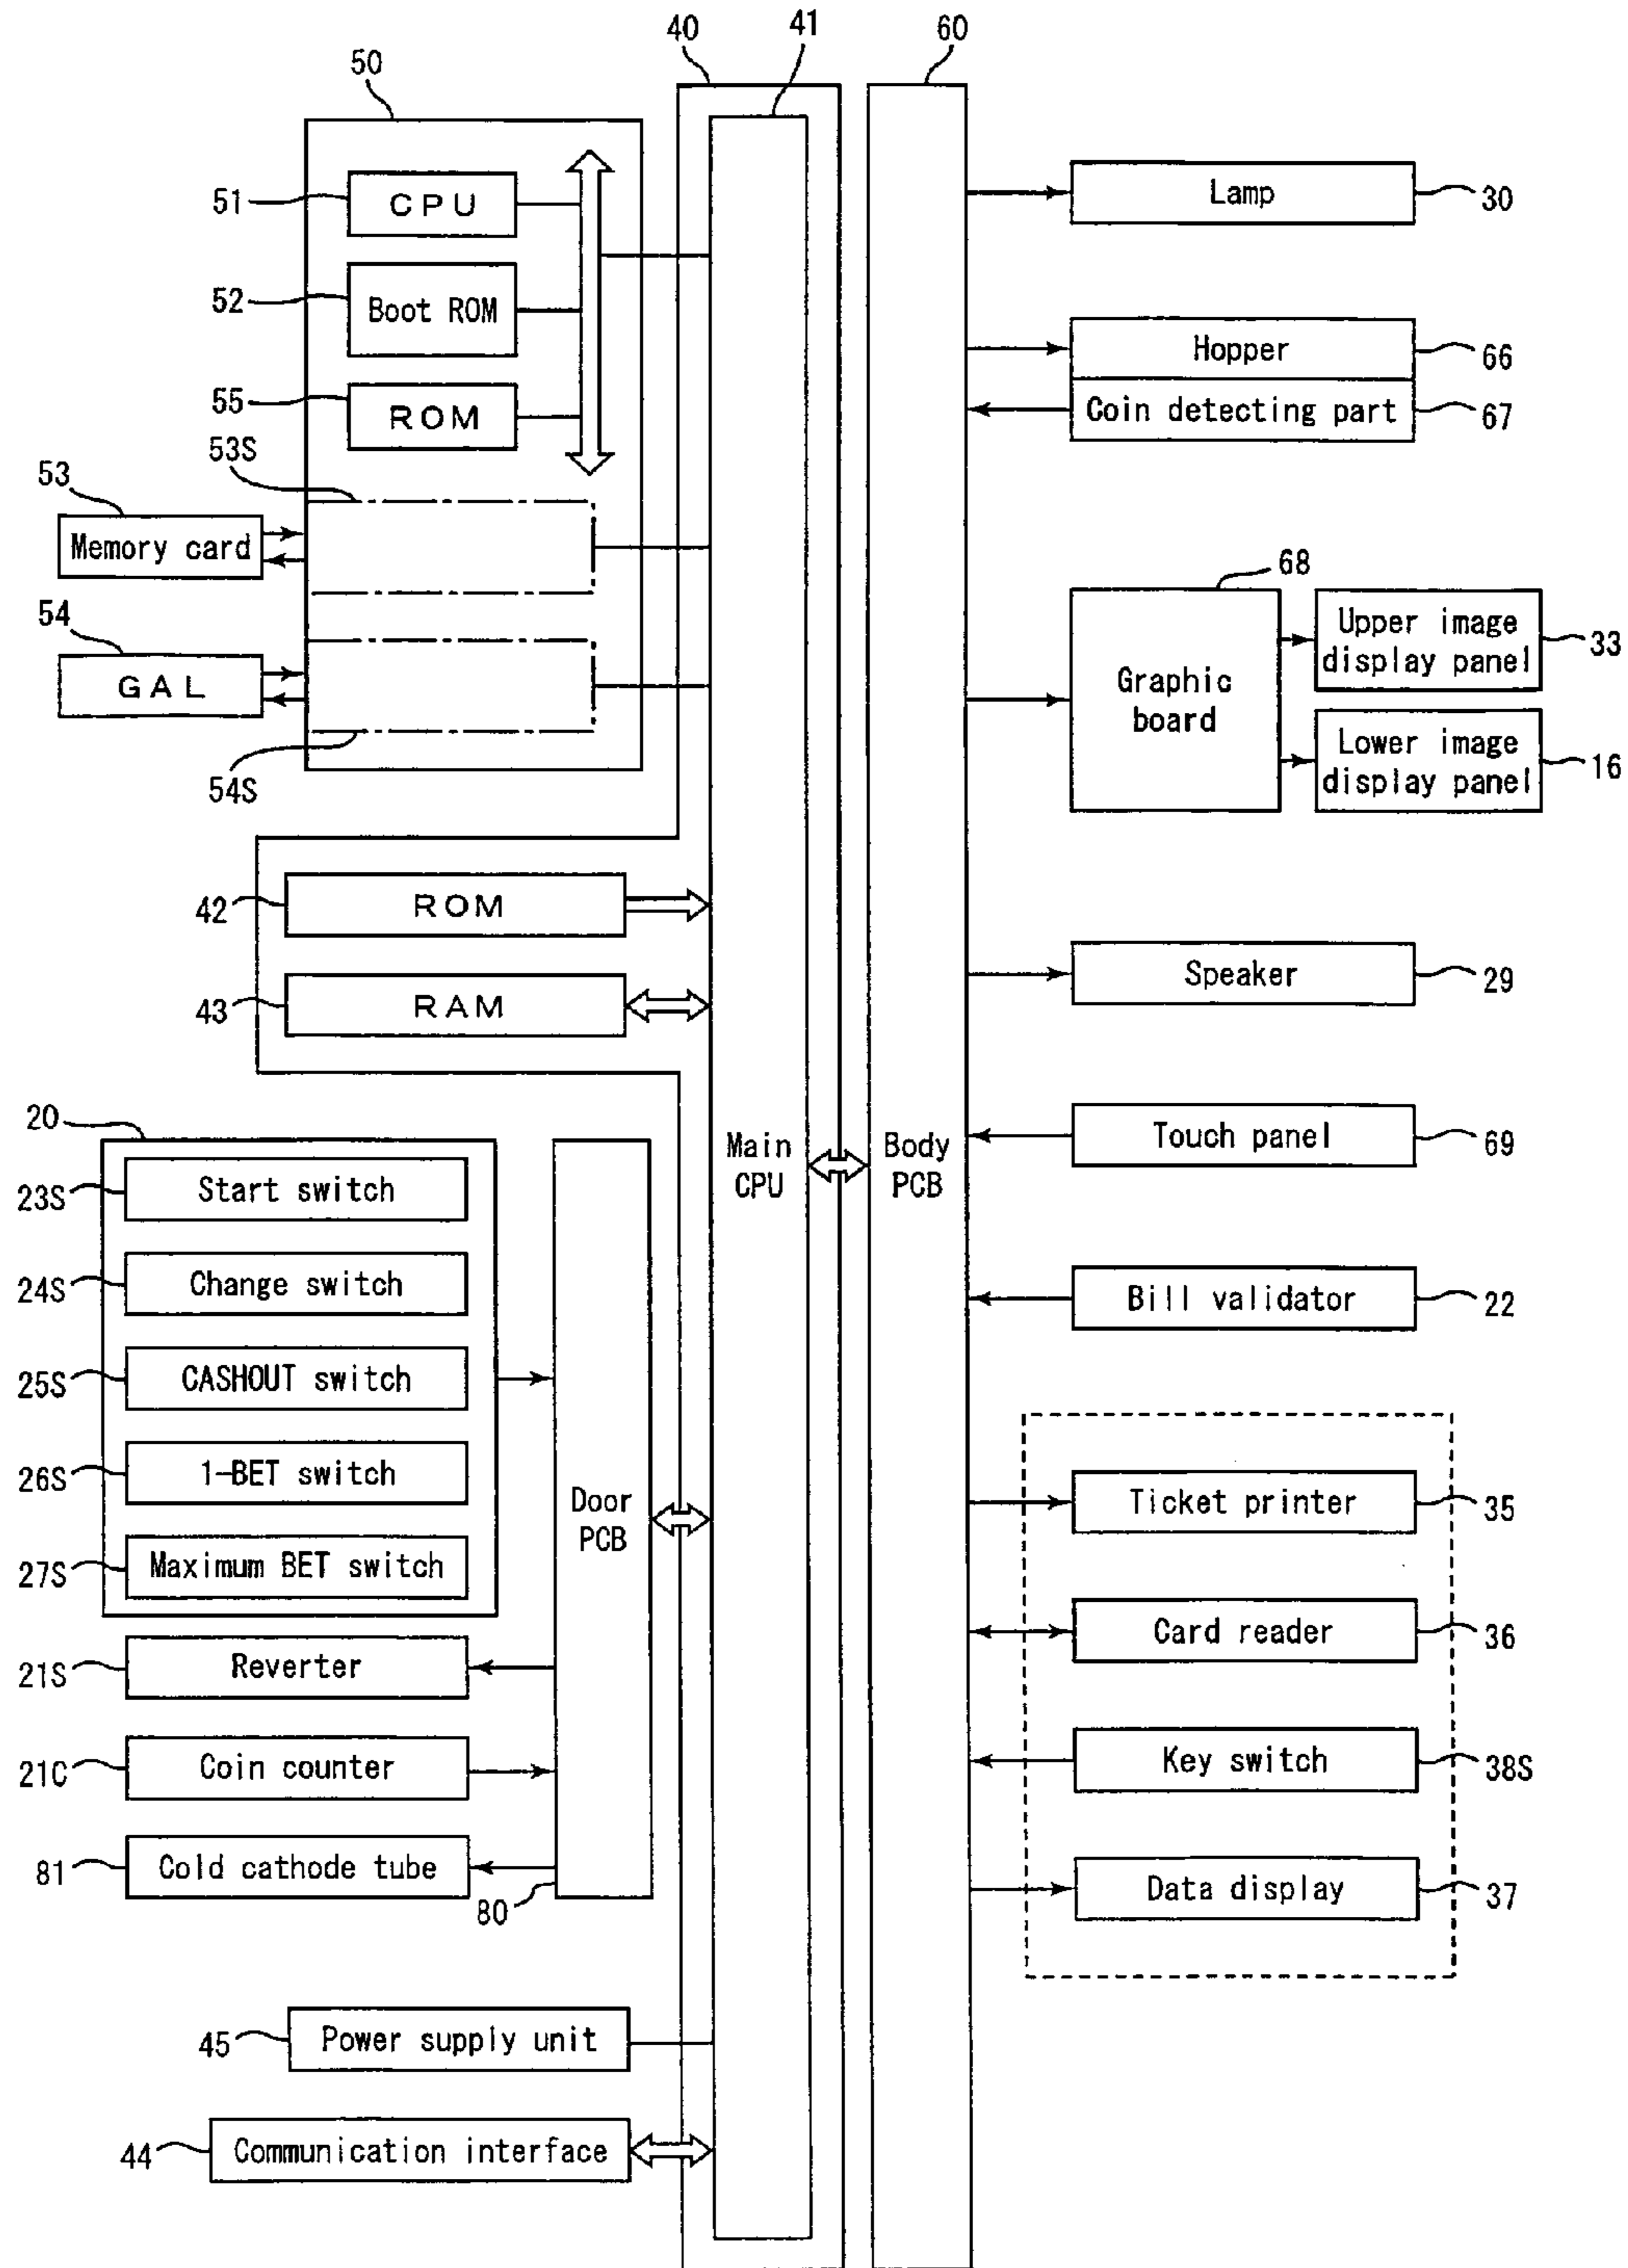 40
41
60
50
51
CPU
52
Boot ROM
55
ROM
53S
53
Memory card
54
GAL
54S
42
ROM
43
RAM
20
23S
Start switch
24S
Change switch
25S
CASHOUT switch
26S
1-BET switch
27S
Maximum BET switch
21S
Reverter
21C
Coin counter
81
Cold cathode tube
Door
PCB
80
45
Power supply unit
44
Communication interface
Main
CPU
Body
PCB
Lamp
30
Hopper
66
Coin detecting part
67
68
Graphic
board
Upper image
display panel
33
Lower image
display panel
16
Speaker
29
Touch panel
69
Bill validator
22
Ticket printer
35
Card reader
36
Key switch
38S
Data display
37